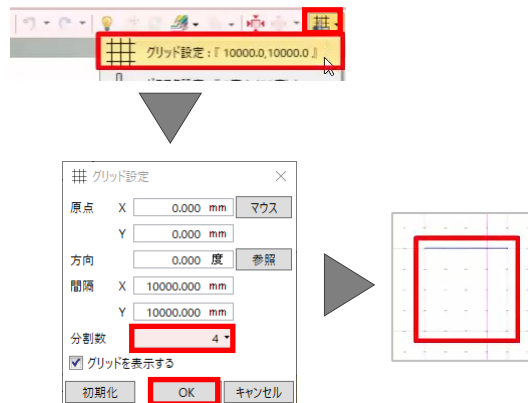 グリッド設定:『 10000.0,10000.0 』
グリッド設定
原点 X 0.000 mm マウス
Y 0.000 mm
方向 0.000 度 参照
間隔 X 10000.000 mm
Y 10000.000 mm
分割数 4
グリッドを表示する
初期化 OK キャンセル